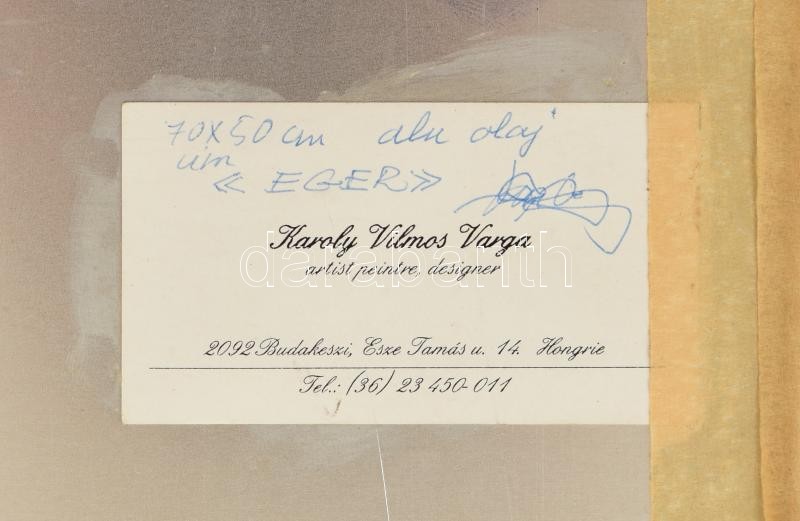 70x50 cm alu olaj
cím
« EGER »
Karoly Vilmos Varga
artist peintre, designer
darabanth
2092 Budakeszi, Esze Tamás u. 14. Hongrie
Tel.: (36) 23 450-011